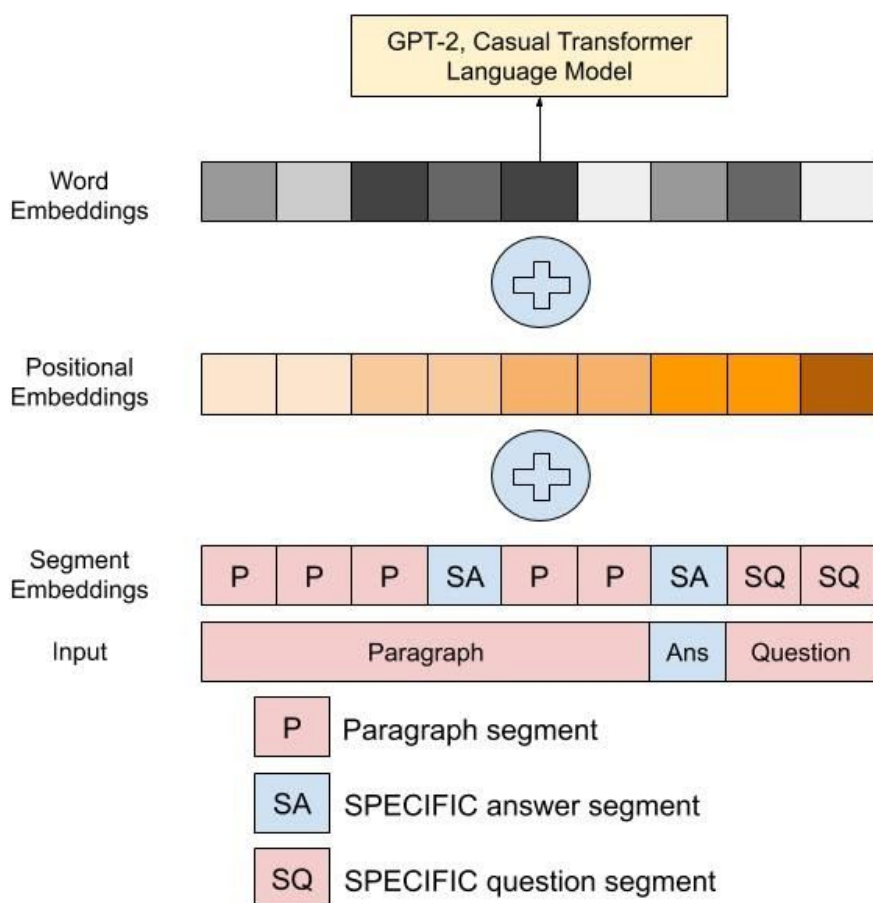 GPT-2, Casual Transformer
Language Model
Word
Embeddings
Positional
Embeddings
Segment
Embeddings
P P P SA P P SA SQ SQ
Input
Paragraph Ans Question
P Paragraph segment
SA SPECIFIC answer segment
SQ SPECIFIC question segment